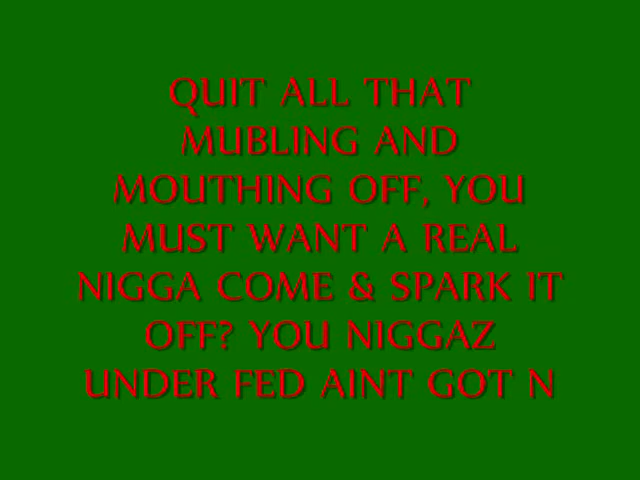 QUIT ALL THAT
MUBLING AND
MOUTHING OFF, YOU
MUST WANT A REAL
NIGGA COME & SPARK IT
OFF? YOU NIGGAZ
UNDER FED AINT GOT N